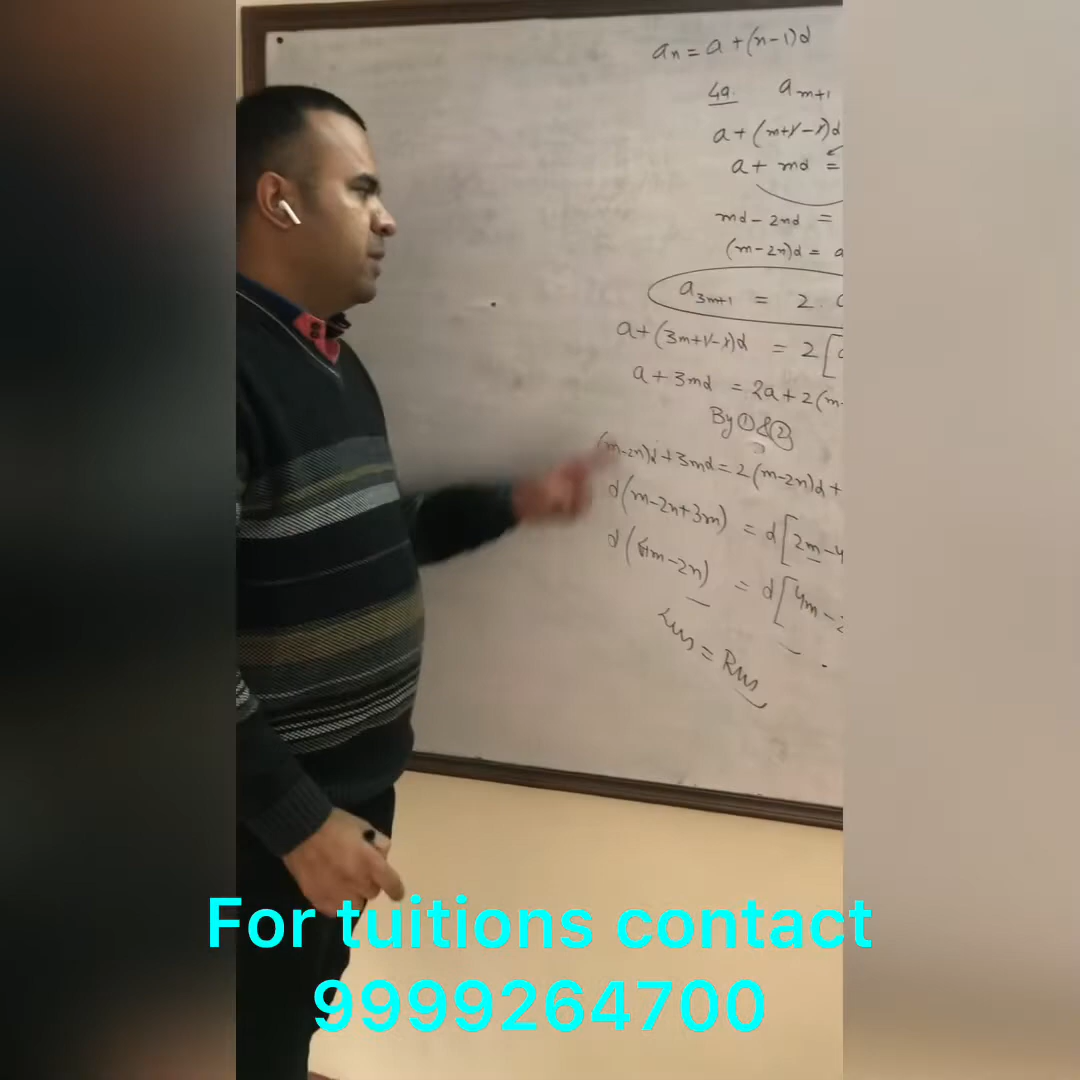 aₙ = a + (n-1)d
4a. aₘ₊₁
a + (m+1-1)d
a + md =
md - 2nd =
(m-2n)d = a
a₃ₘ₊₁ = 2.
a + (3m+1-1)d = 2[
a + 3md = 2a + 2(m
By ① & ②
(m-2n)d + 3md = 2(m-2n)d +
d(m-2n+3m) = d[2m-4
d(4m-2n) = d[4m-2
LHS = RHS
For tuitions contact
9999264700